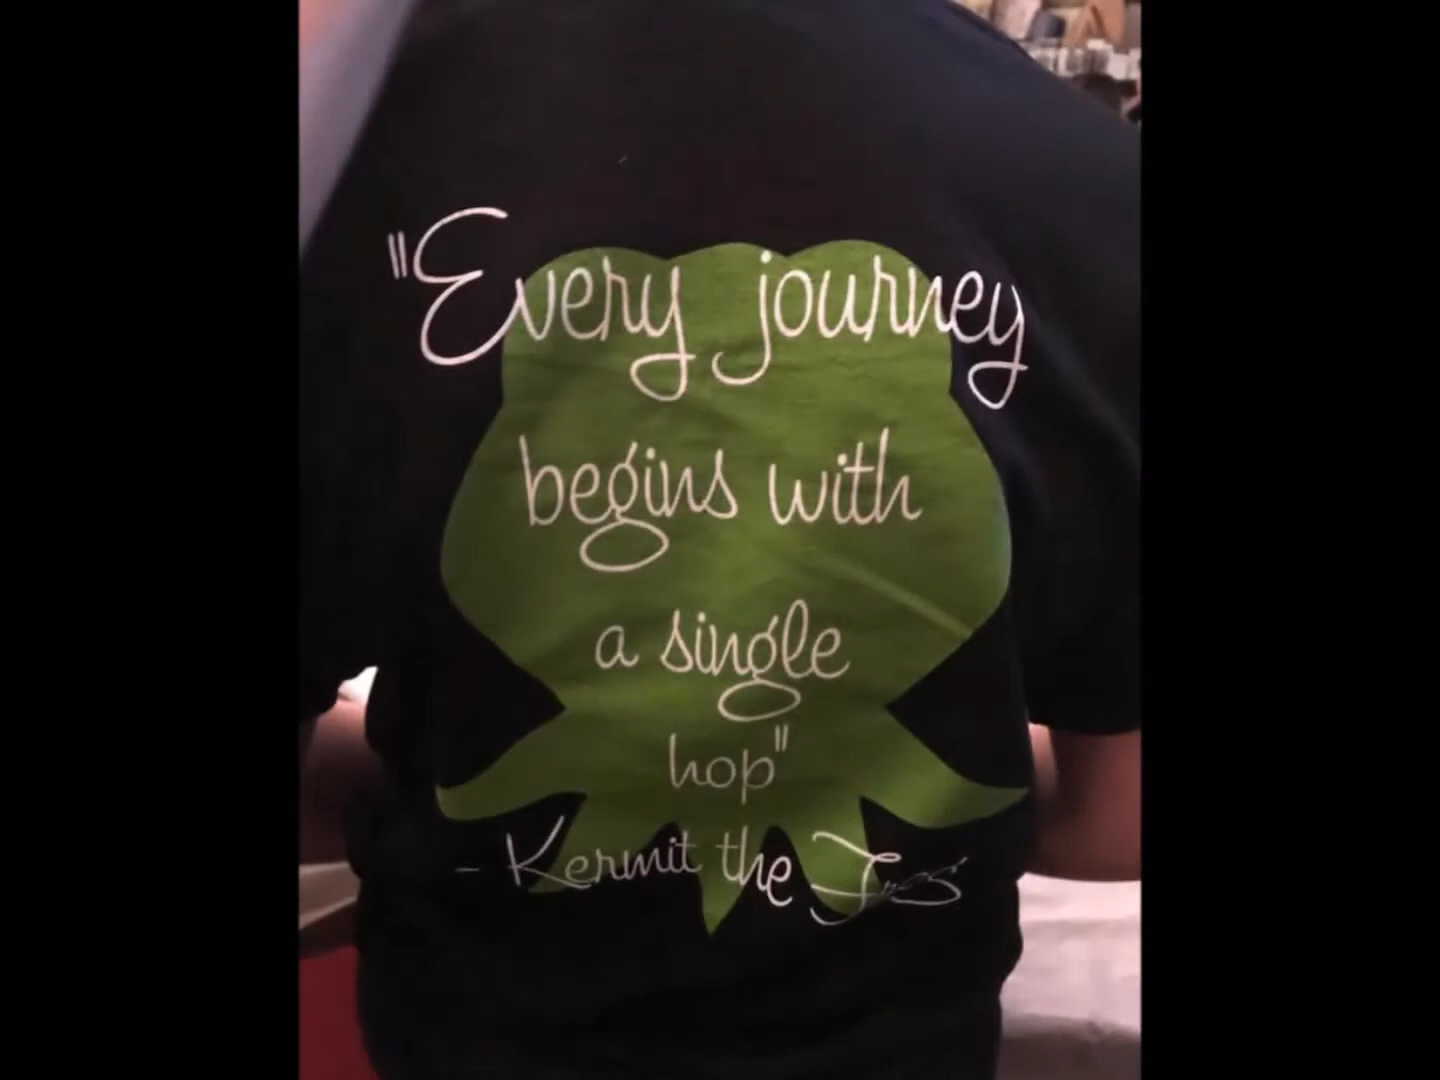 "Every journey
begins with
a single
hop"
- Kermit the